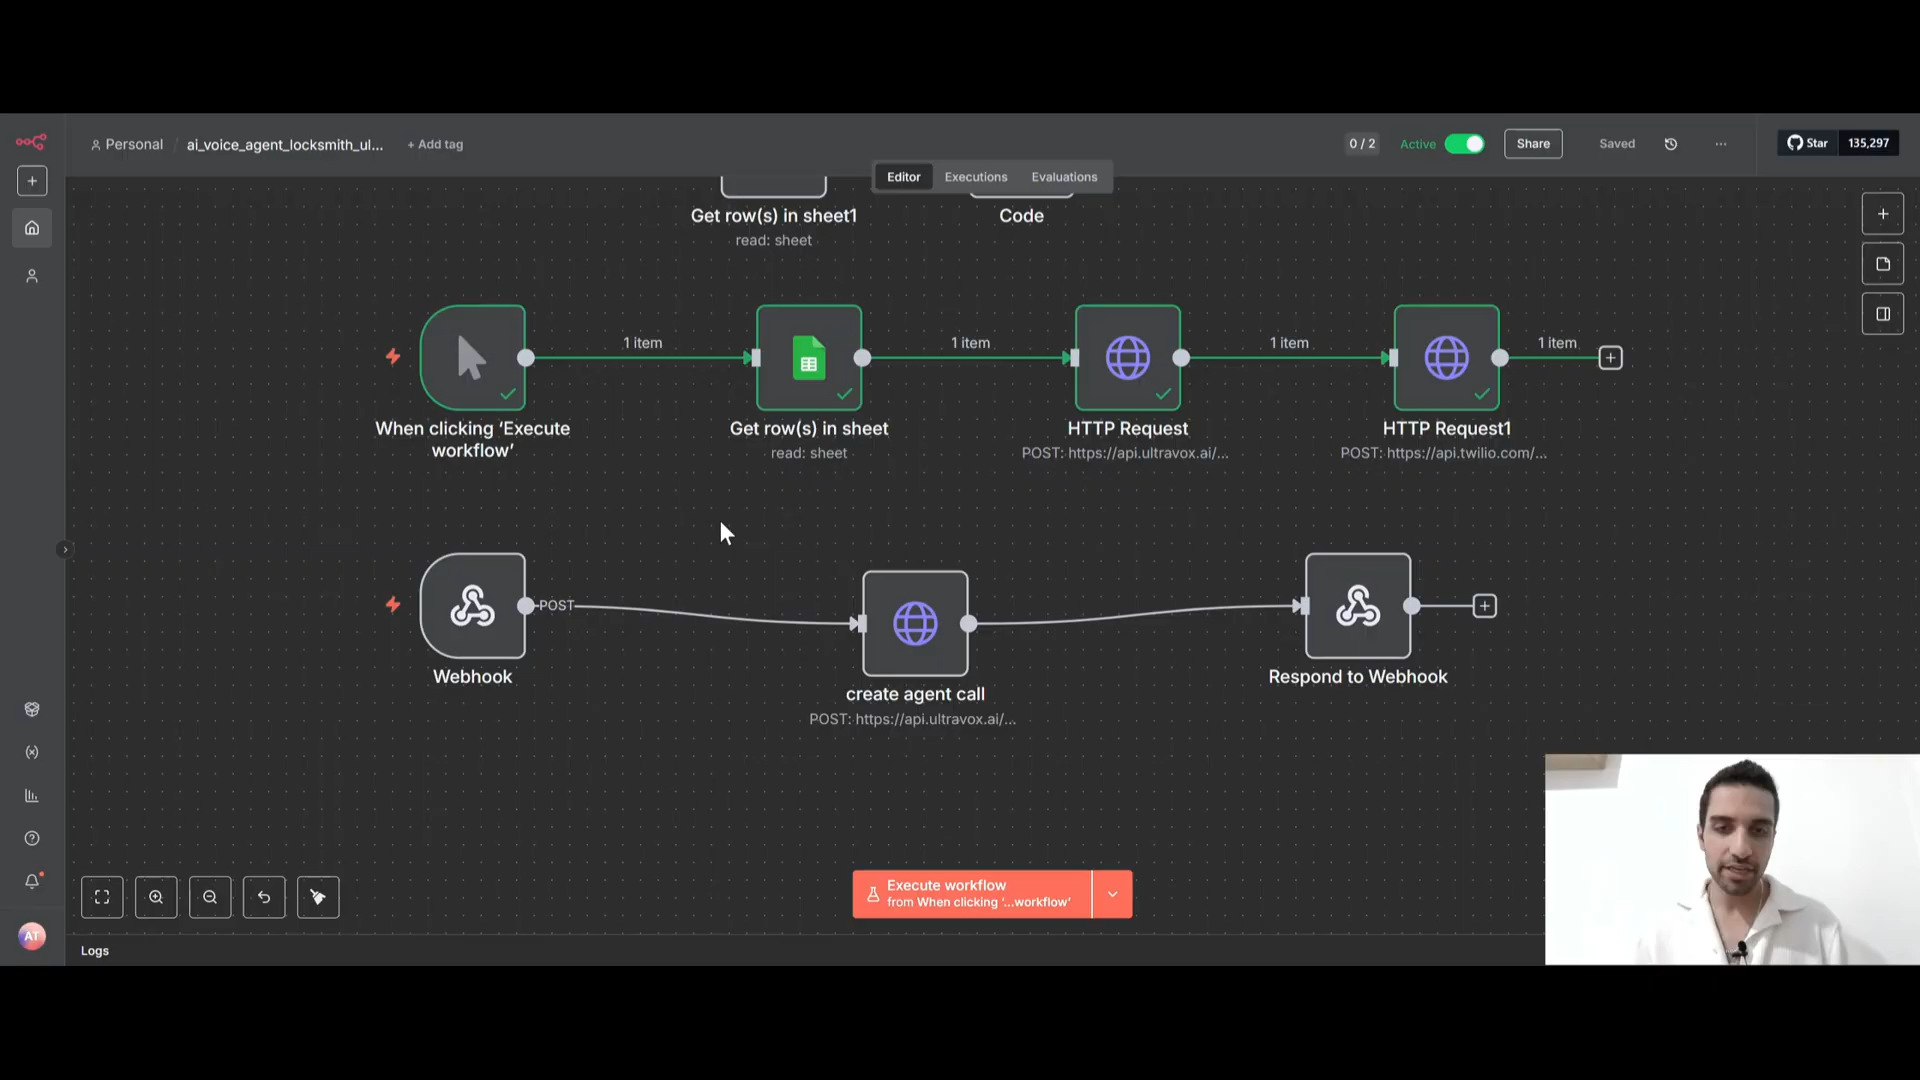 Personal / ai_voice_agent_locksmith_ul... + Add tag
0 / 2 Active Share Saved ... Star 135,297
Editor Executions Evaluations
Get row(s) in sheet1
read: sheet
Code
1 item
1 item
1 item
1 item
When clicking ‘Execute
workflow’
Get row(s) in sheet
read: sheet
HTTP Request
POST: https://api.ultravox.ai/...
HTTP Request1
POST: https://api.twilio.com/...
POST
Webhook
create agent call
POST: https://api.ultravox.ai/...
Respond to Webhook
Execute workflow
from When clicking ‘...workflow’
AT
Logs